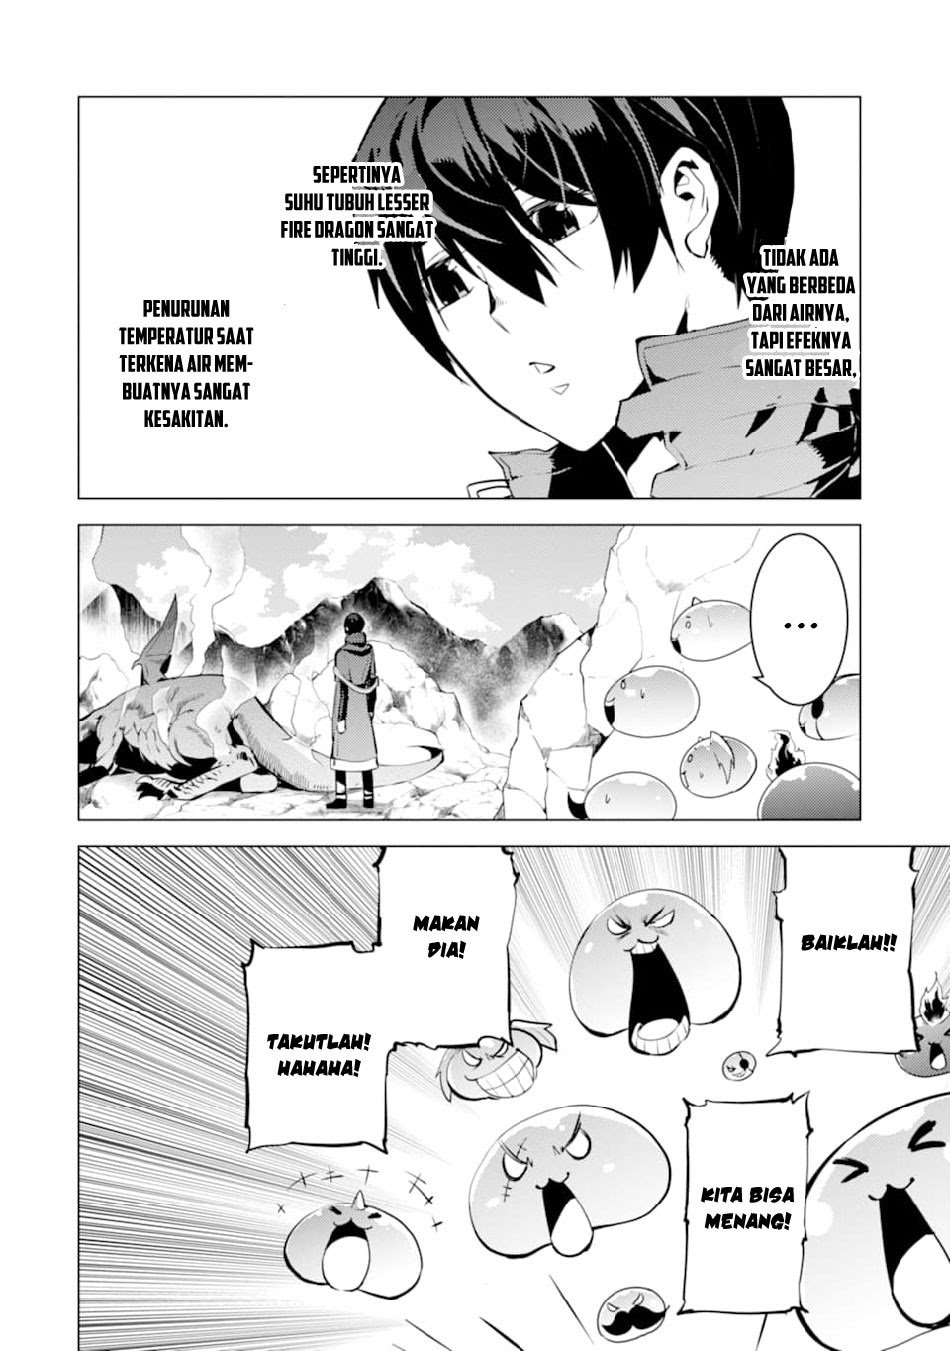 TIDAK ADA
YANG BERBEDA
DARI AIRNYA,
TAPI EFEKNYA
SANGAT BESAR,
SEPERTINYA
SUHU TUBUH LESSER
FIRE DRAGON SANGAT
TINGGI.
PENURUNAN
TEMPERATUR SAAT
TERKENA AIR MEM-
BUATNYA SANGAT
KESAKITAN.
...
BAIKLAH!!
MAKAN
DIA!
TAKUTLAH!
HAHAHA!
KITA BISA
MENANG!